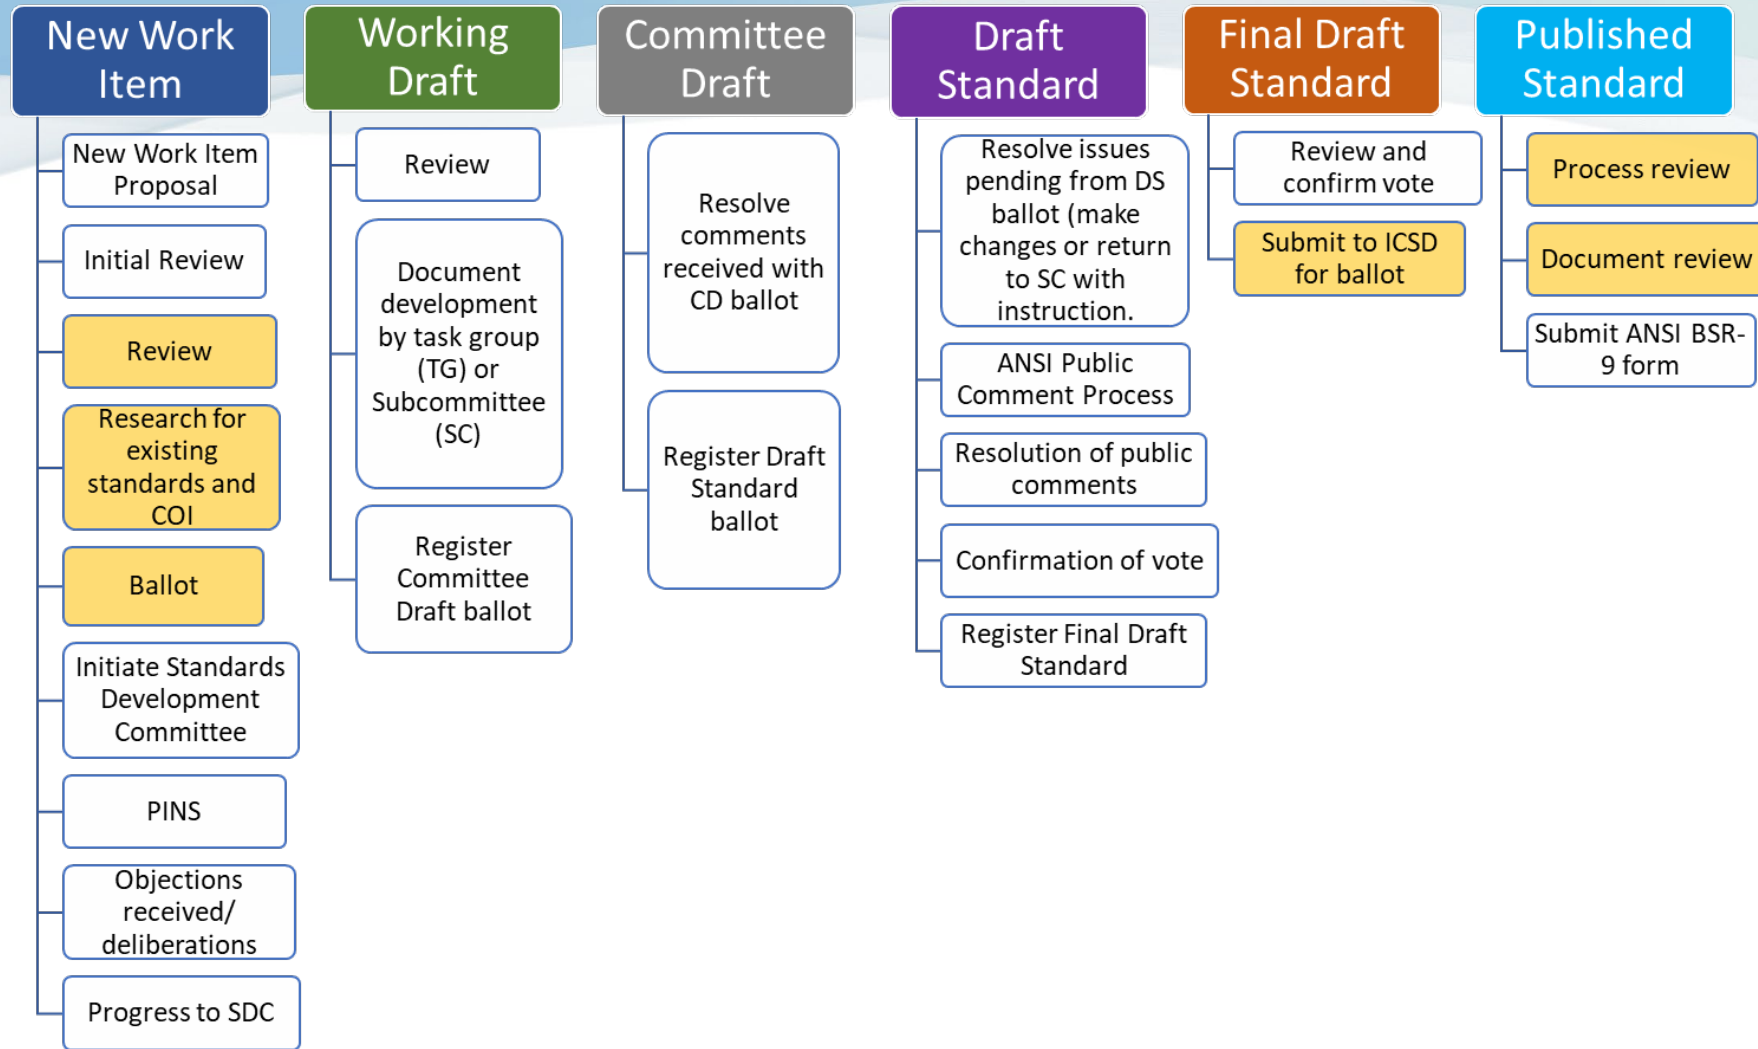 New Work
Item
New Work Item
Proposal
Initial Review
Review
Research for
existing
standards and
COI
Ballot
Initiate Standards
Development
Committee
PINS
Objections
received/
deliberations
Progress to SDC
Working
Draft
Review
Document
development
by task group
(TG) or
Subcommittee
(SC)
Register
Committee
Draft ballot
Committee
Draft
Resolve
comments
received with
CD ballot
Register Draft
Standard
ballot
Draft
Standard
Resolve issues
pending from DS
ballot (make
changes or return
to SC with
instruction.
ANSI Public
Comment Process
Resolution of public
comments
Confirmation of vote
Register Final Draft
Standard
Final Draft
Standard
Review and
confirm vote
Submit to ICSD
for ballot
Published
Standard
Process review
Document review
Submit ANSI BSR-
9 form